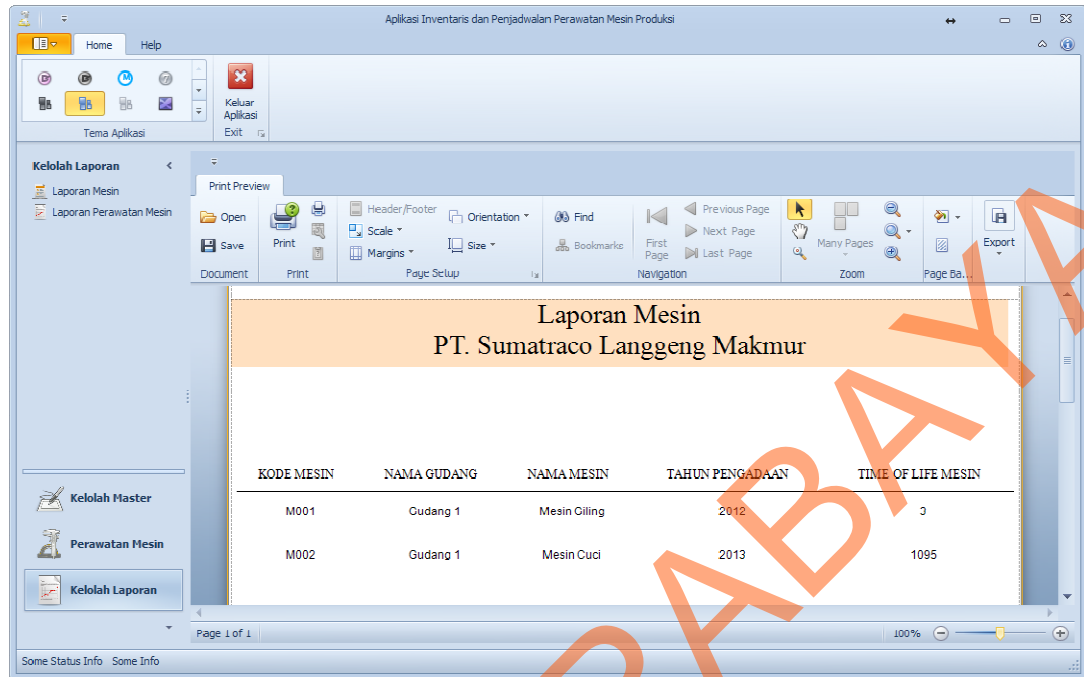 Aplikasi Inventaris dan Penjadwalan Perawatan Mesin Produksi
Home Help
Keluar
Aplikasi
Tema Aplikasi Exit
Kelolah Laporan
Laporan Mesin
Laporan Perawatan Mesin
Print Preview
Open Print Header/Footer Orientation Find First Page Previous Page Many Pages Export
Scale Next Page
Save Margins Size Bookmarks Last Page
Document Print Page Setup Navigation Zoom Page Ba...
Laporan Mesin
PT. Sumatraco Langgeng Makmur
KODE MESIN NAMA GUDANG NAMA MESIN TAHUN PENGADAAN TIME OF LIFE MESIN
M001 Gudang 1 Mesin Giling 2012 3
M002 Gudang 1 Mesin Cuci 2013 1095
Kelolah Master
Perawatan Mesin
Kelolah Laporan
Page 1 of 1 100%
Some Status Info Some Info
RABAYA